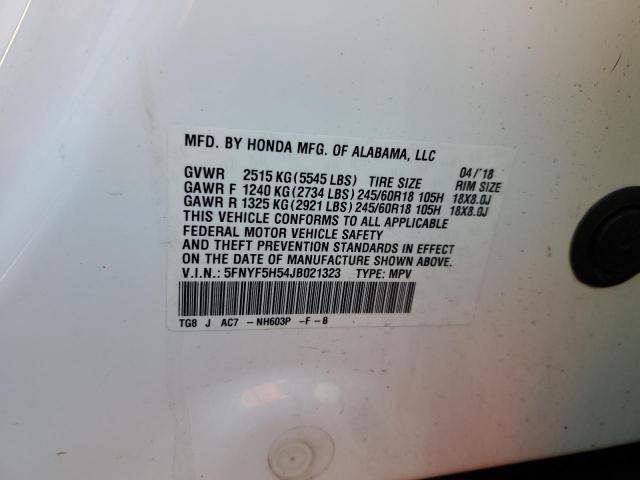 MFD. BY HONDA MFG. OF ALABAMA, LLC
GVWR 2515 KG (5545 LBS) TIRE SIZE 04/'18 RIM SIZE
GAWR F 1240 KG (2734 LBS) 245/60R18 105H 18X8.0J
GAWR R 1325 KG (2921 LBS) 245/60R18 105H 18X8.0J
THIS VEHICLE CONFORMS TO ALL APPLICABLE
FEDERAL MOTOR VEHICLE SAFETY
AND THEFT PREVENTION STANDARDS IN EFFECT
ON THE DATE OF MANUFACTURE SHOWN ABOVE.
V.I.N.: 5FNYF5H54JB021323 TYPE: MPV
TG8 J AC7 -NH603P -F-8